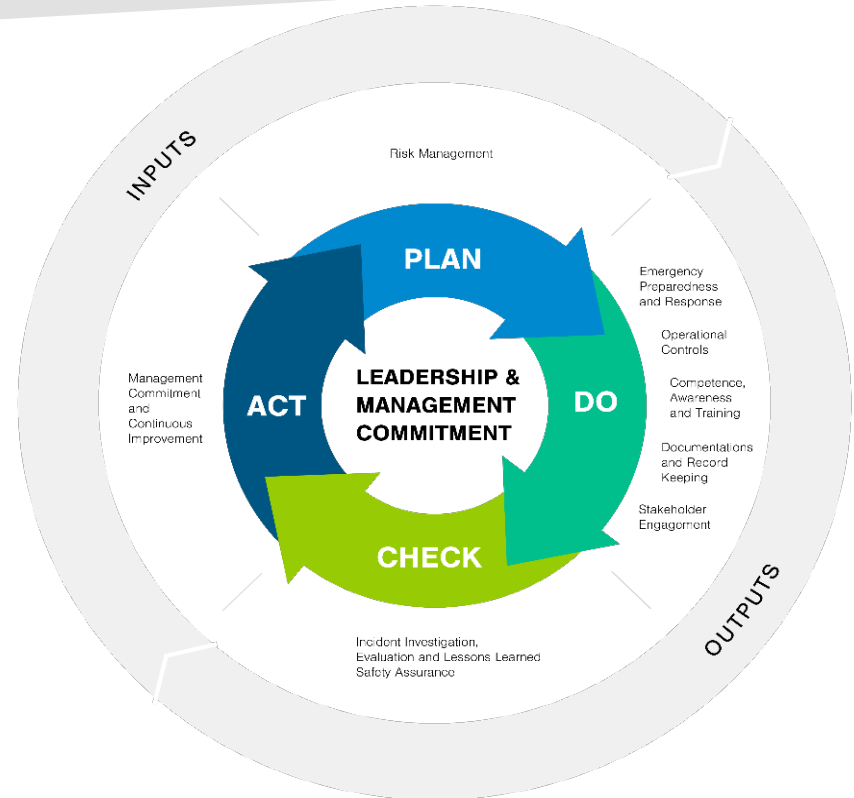 INPUTS
Risk Management
PLAN
Emergency
Preparedness
and Response
Operational
Controls
Competence,
Awareness
and Training
Documentations
and Record
Keeping
Stakeholder
Engagement
DO
LEADERSHIP &
MANAGEMENT
COMMITMENT
ACT
Management
Commitment
and
Continuous
Improvement
CHECK
Incident Investigation,
Evaluation and Lessons Learned
Safety Assurance
OUTPUTS